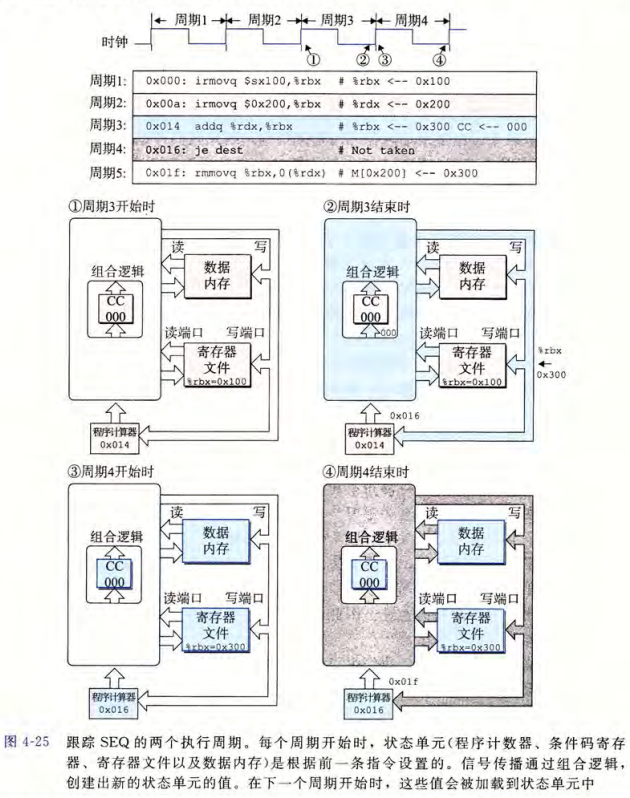 周期1 周期2 周期3 周期4
时钟
① ② ③ ④
周期1: 0x000: irmovq $sx100,%rbx # %rbx <-- 0x100
周期2: 0x00a: irmovq $0x200,%rbx # %rdx <-- 0x200
周期3: 0x014 addq %rdx,%rbx # %rbx <-- 0x300 CC <-- 000
周期4: 0x016: je dest # Not taken
周期5: 0x01f: rmmovq %rbx,0(%rdx) # M[0x200] <-- 0x300
①周期3开始时
读 写
组合逻辑
数据
内存
CC
000
读端口 写端口
寄存器
文件
%rbx=0x100
程序计算器
0x014
②周期3结束时
读 写
组合逻辑
数据
内存
CC
000
000
读端口 写端口
寄存器
文件
%rbx=0x100
%rbx
0x300
0x016
程序计算器
0x014
③周期4开始时
读 写
组合逻辑
数据
内存
CC
000
读端口 写端口
寄存器
文件
%rbx=0x300
程序计算器
0x016
④周期4结束时
读 写
组合逻辑
数据
内存
CC
000
读端口 写端口
寄存器
文件
%rbx=0x300
0x01f
程序计算器
0x016
图 4-25 跟踪 SEQ 的两个执行周期。每个周期开始时，状态单元(程序计数器、条件码寄存
器、寄存器文件以及数据内存)是根据前一条指令设置的。信号传播通过组合逻辑，
创建出新的状态单元的值。在下一个周期开始时，这些值会被加载到状态单元中